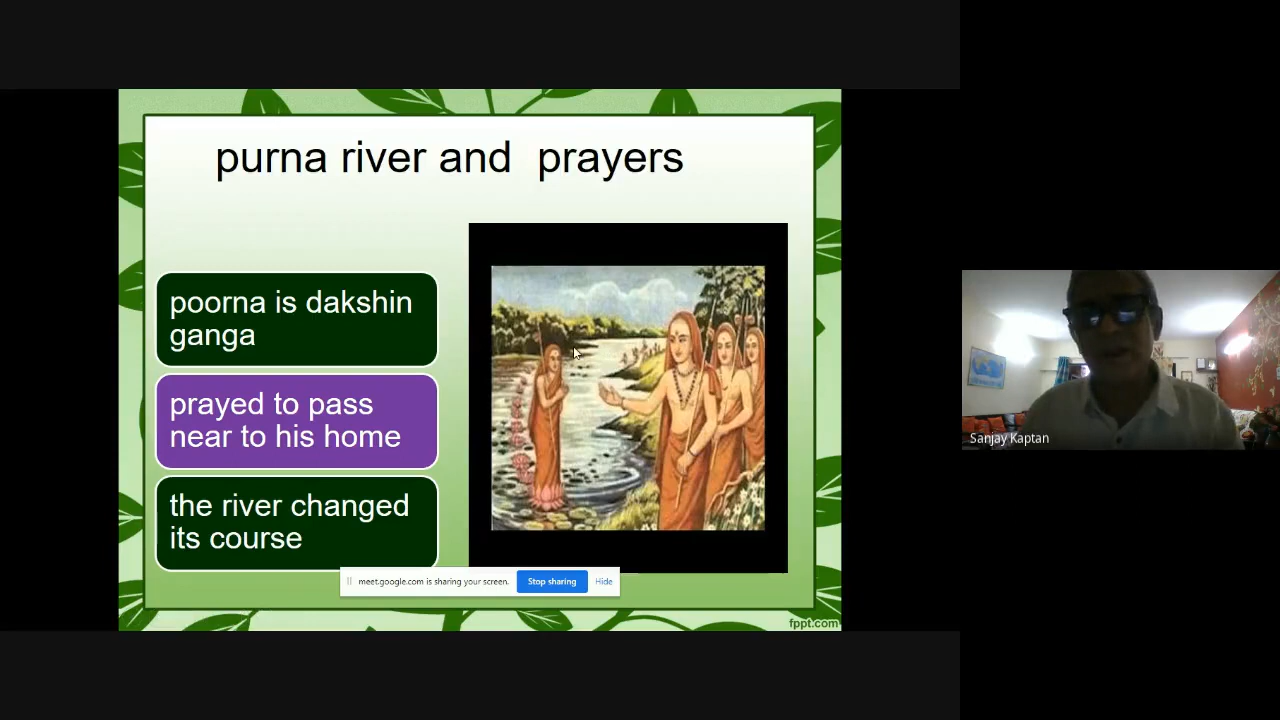 purna river and  prayers
poorna is dakshin
ganga
prayed to pass
near to his home
the river changed
its course
meet.google.com is sharing your screen.
Stop sharing
Hide
fppt.com
Sanjay Kaptan